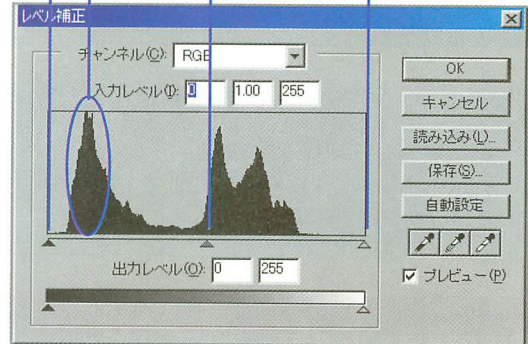 レベル補正
チャンネル(C): RGB
入力レベル(I): 0 1.00 255
出力レベル(O): 0 255
OK
キャンセル
読み込み(L)...
保存(S)...
自動設定
プレビュー(P)